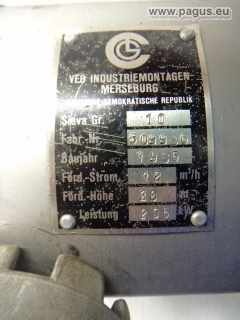 © www.pagus.eu
VEB INDUSTRIEMONTAGEN
MERSEBURG
DEMOKRATISCHE REPUBLIK
Sieva Gr. 10
Fabr. Nr.
Baujahr
Förd.-Strom 12 m³/h
Förd.-Höhe 20 m
Leistung kW